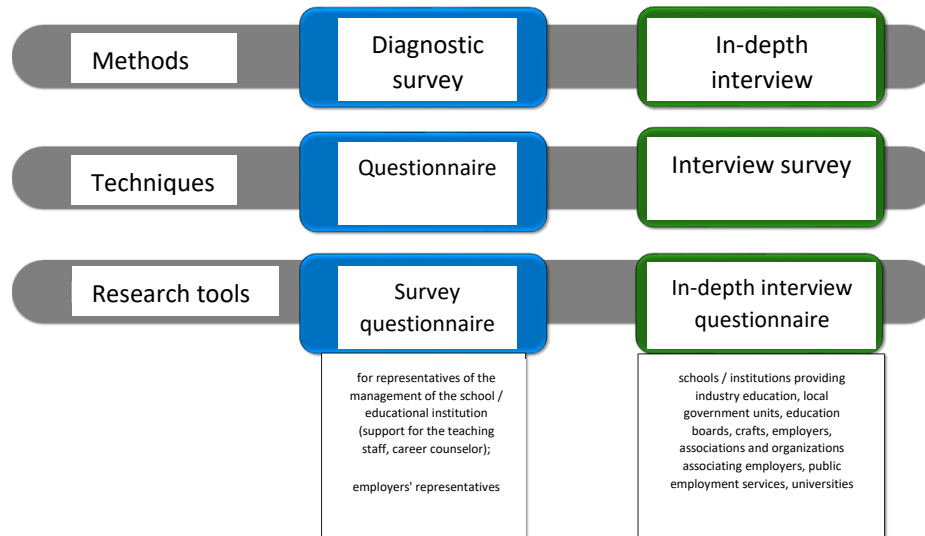 Methods
Diagnostic
survey
In-depth
interview
Techniques
Questionnaire
Interview survey
Research tools
Survey
questionnaire
In-depth interview
questionnaire
for representatives of the
management of the school /
educational institution
(support for the teaching
staff, career counselor);
employers' representatives
schools / institutions providing
industry education, local
government units, education
boards, crafts, employers,
associations and organizations
associating employers, public
employment services, universities